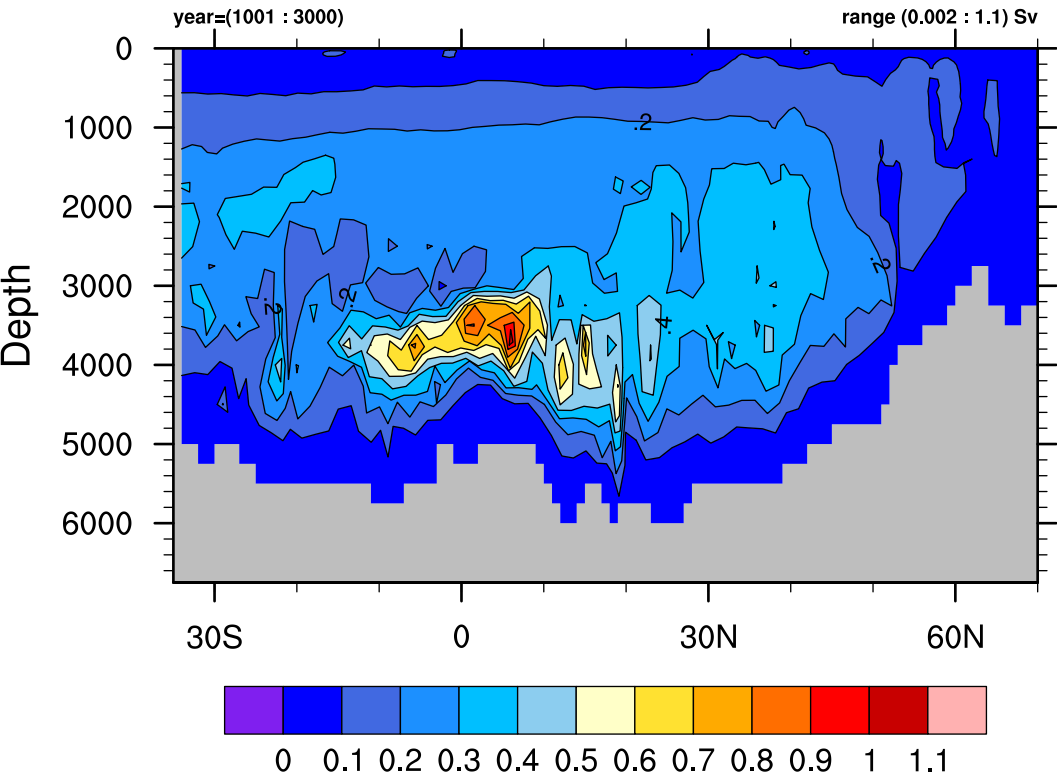 year=(1001 : 3000)
range (0.002 : 1.1) Sv
Depth
0
1000
2000
3000
4000
5000
6000
.2
.2
.2
.2
.4
30S
0
30N
60N
0 0.1 0.2 0.3 0.4 0.5 0.6 0.7 0.8 0.9 1 1.1